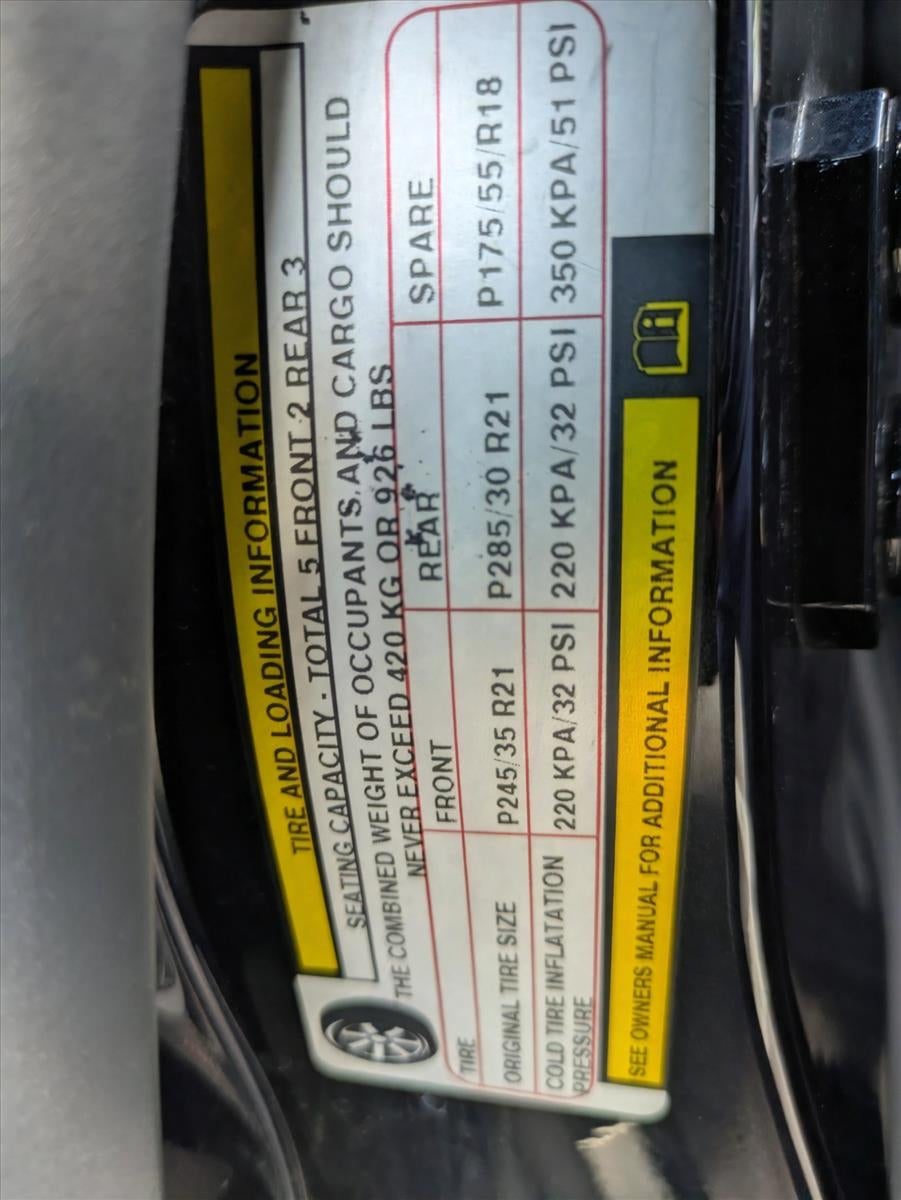 TIRE AND LOADING INFORMATION
SEATING CAPACITY - TOTAL 5 FRONT 2 REAR 3
THE COMBINED WEIGHT OF OCCUPANTS, AND CARGO SHOULD
NEVER EXCEED 420 KG OR 926 LBS
TIRE FRONT REAR SPARE
ORIGINAL TIRE SIZE P245/35 R21 P285/30 R21 P175/55/R18
COLD TIRE INFLATATION PRESSURE 220 KPA/32 PSI 220 KPA/32 PSI 350 KPA/51 PSI
SEE OWNERS MANUAL FOR ADDITIONAL INFORMATION